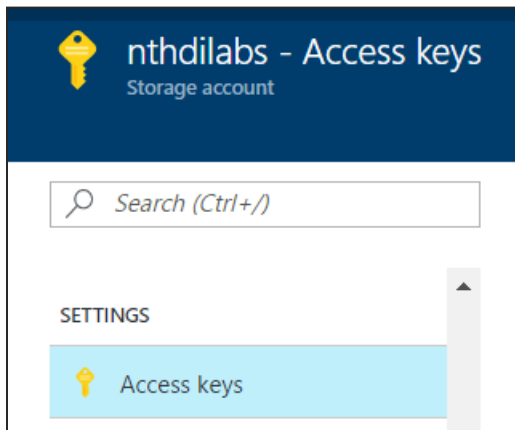 nthdilabs - Access keys
Storage account
Search (Ctrl+/)
SETTINGS
Access keys